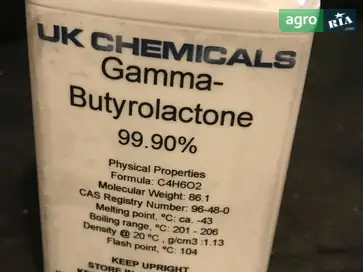 agro RIA
.com
UK CHEMICALS
Gamma-
Butyrolactone
99.90%
Physical Properties
Formula: C4H6O2
Molecular Weight: 86.1
CAS Registry Number: 96-48-0
Melting point, °C: ca. -43
Boiling range, °C: 201 - 206
Density @ 20 °C , g/cm3 :1.13
Flash point, °C: 104
KEEP UPRIGHT
STORE IN